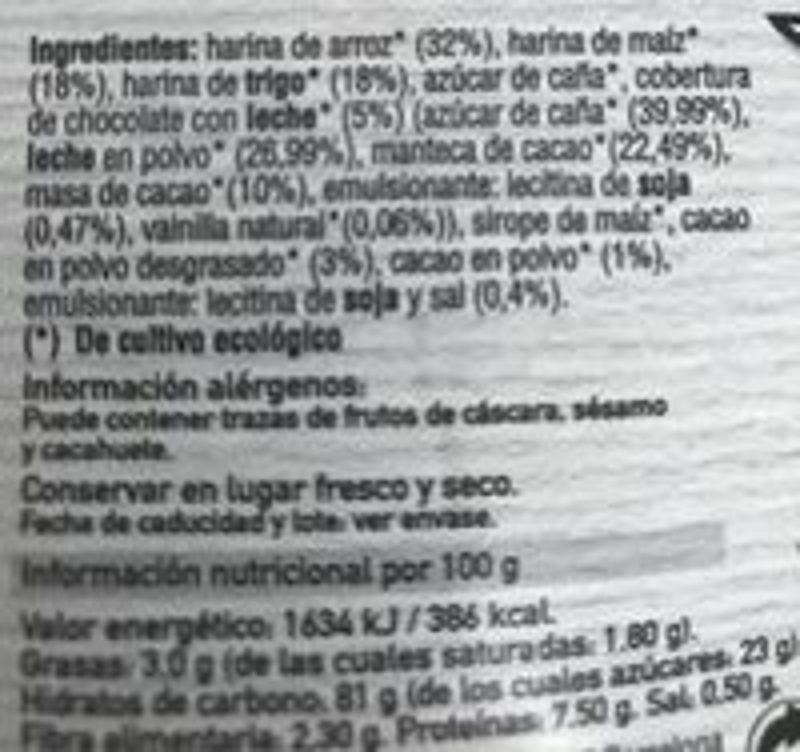 Ingredientes: harina de arroz* (32%), harina de maíz*
(18%), harina de trigo* (18%), azúcar de caña*, cobertura
de chocolate con leche* (5%) (azúcar de caña* (39,99%),
leche en polvo* (26,99%), manteca de cacao*(22,49%),
masa de cacao*(10%), emulsionante: lecitina de soja
(0,47%), vainilla natural*(0,06%)), sirope de maíz*, cacao
en polvo desgrasado* (3%), cacao en polvo* (1%),
emulsionante: lecitina de soja y sal (0,4%).
(*) De cultivo ecológico
Información alérgenos:
Puede contener trazas de frutos de cáscara, sésamo
y cacahuete.
Conservar en lugar fresco y seco.
Fecha de caducidad y lote: ver envase.
Información nutricional por 100 g
Valor energético: 1634 kJ / 386 kcal.
Grasas: 3,0 g (de las cuales saturadas: 1.80 g).
Hidratos de carbono: 81 g (de los cuales azúcares: 23 g)
Fibra alimentaria: 2.30 g. Proteínas: 7.50 g. Sal: 0.50 g.